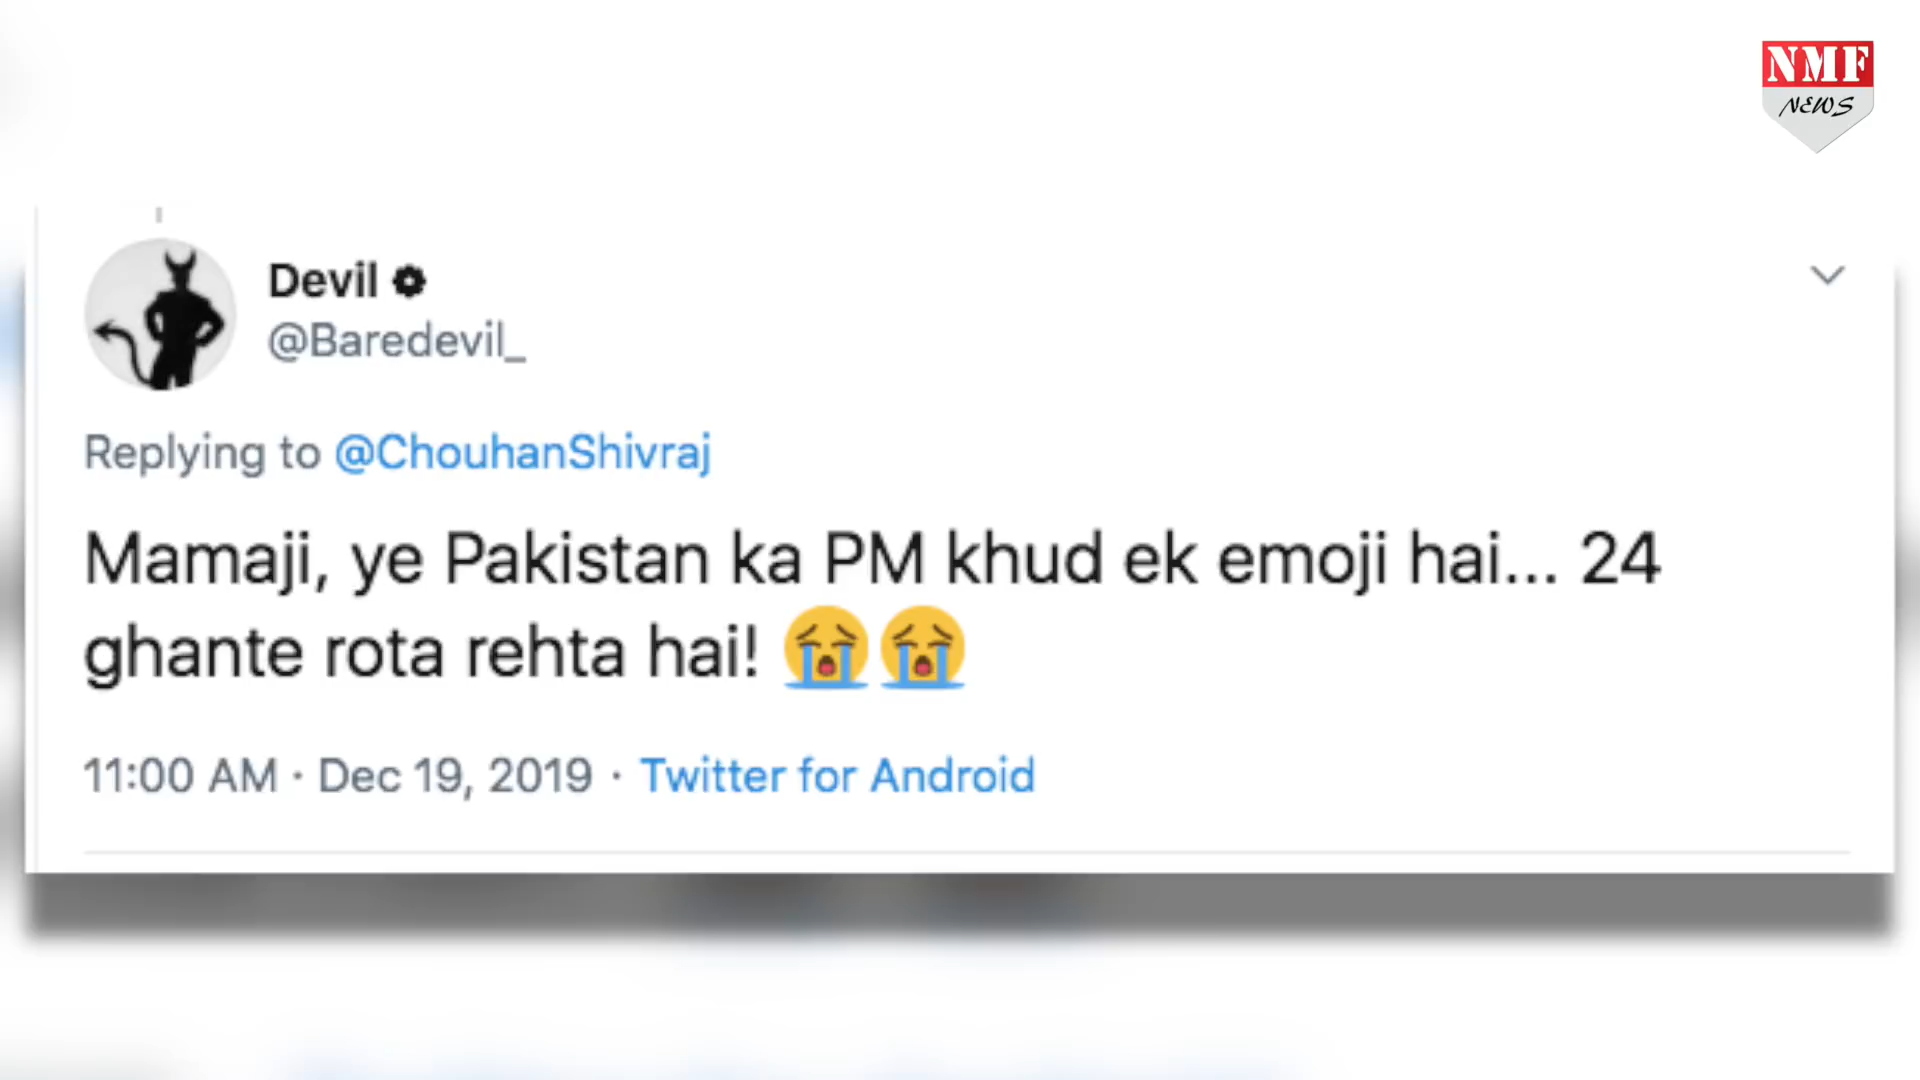 NMF
NEWS
Devil
@Baredevil_
Replying to @ChouhanShivraj
Mamaji, ye Pakistan ka PM khud ek emoji hai... 24
ghante rota rehta hai! 😭😭
11:00 AM · Dec 19, 2019 · Twitter for Android